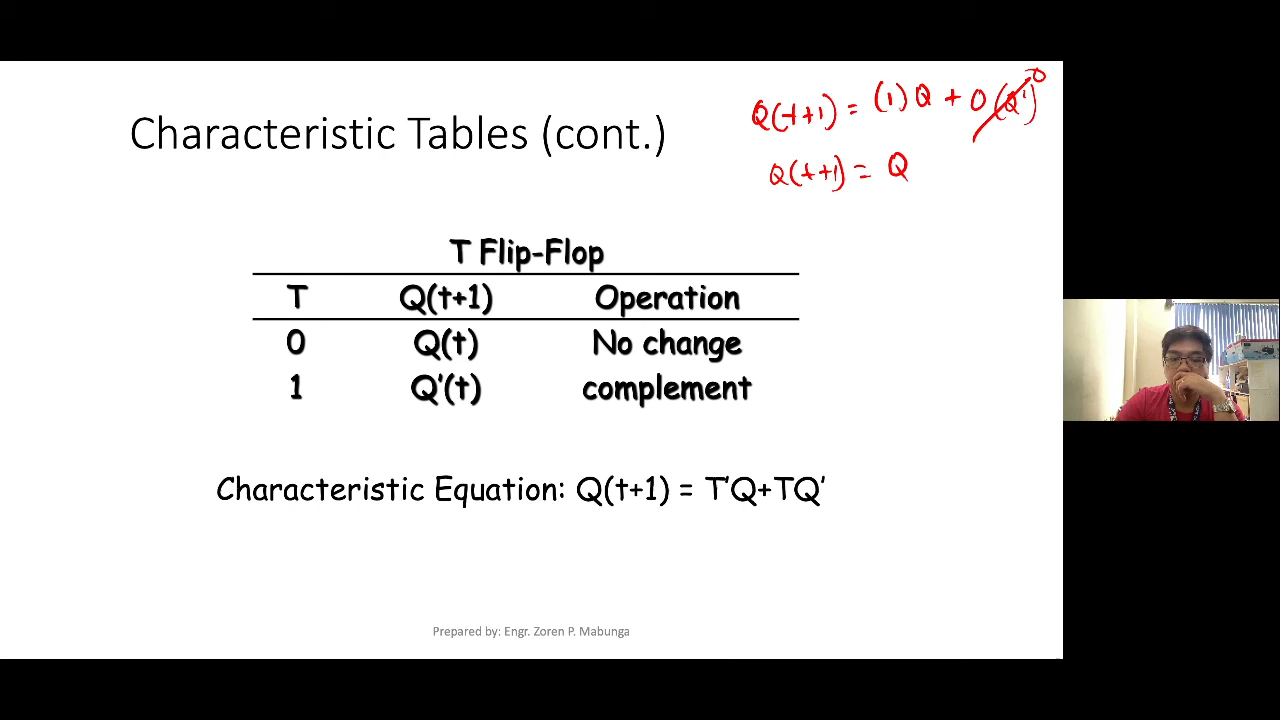 Characteristic Tables (cont.)
Q(t+1) = (1)Q + 0(Q') 0
Q(t+1) = Q
T Flip-Flop
T Q(t+1) Operation
0 Q(t) No change
1 Q'(t) complement
Characteristic Equation: Q(t+1) = T'Q+TQ'
Prepared by: Engr. Zoren P. Mabunga